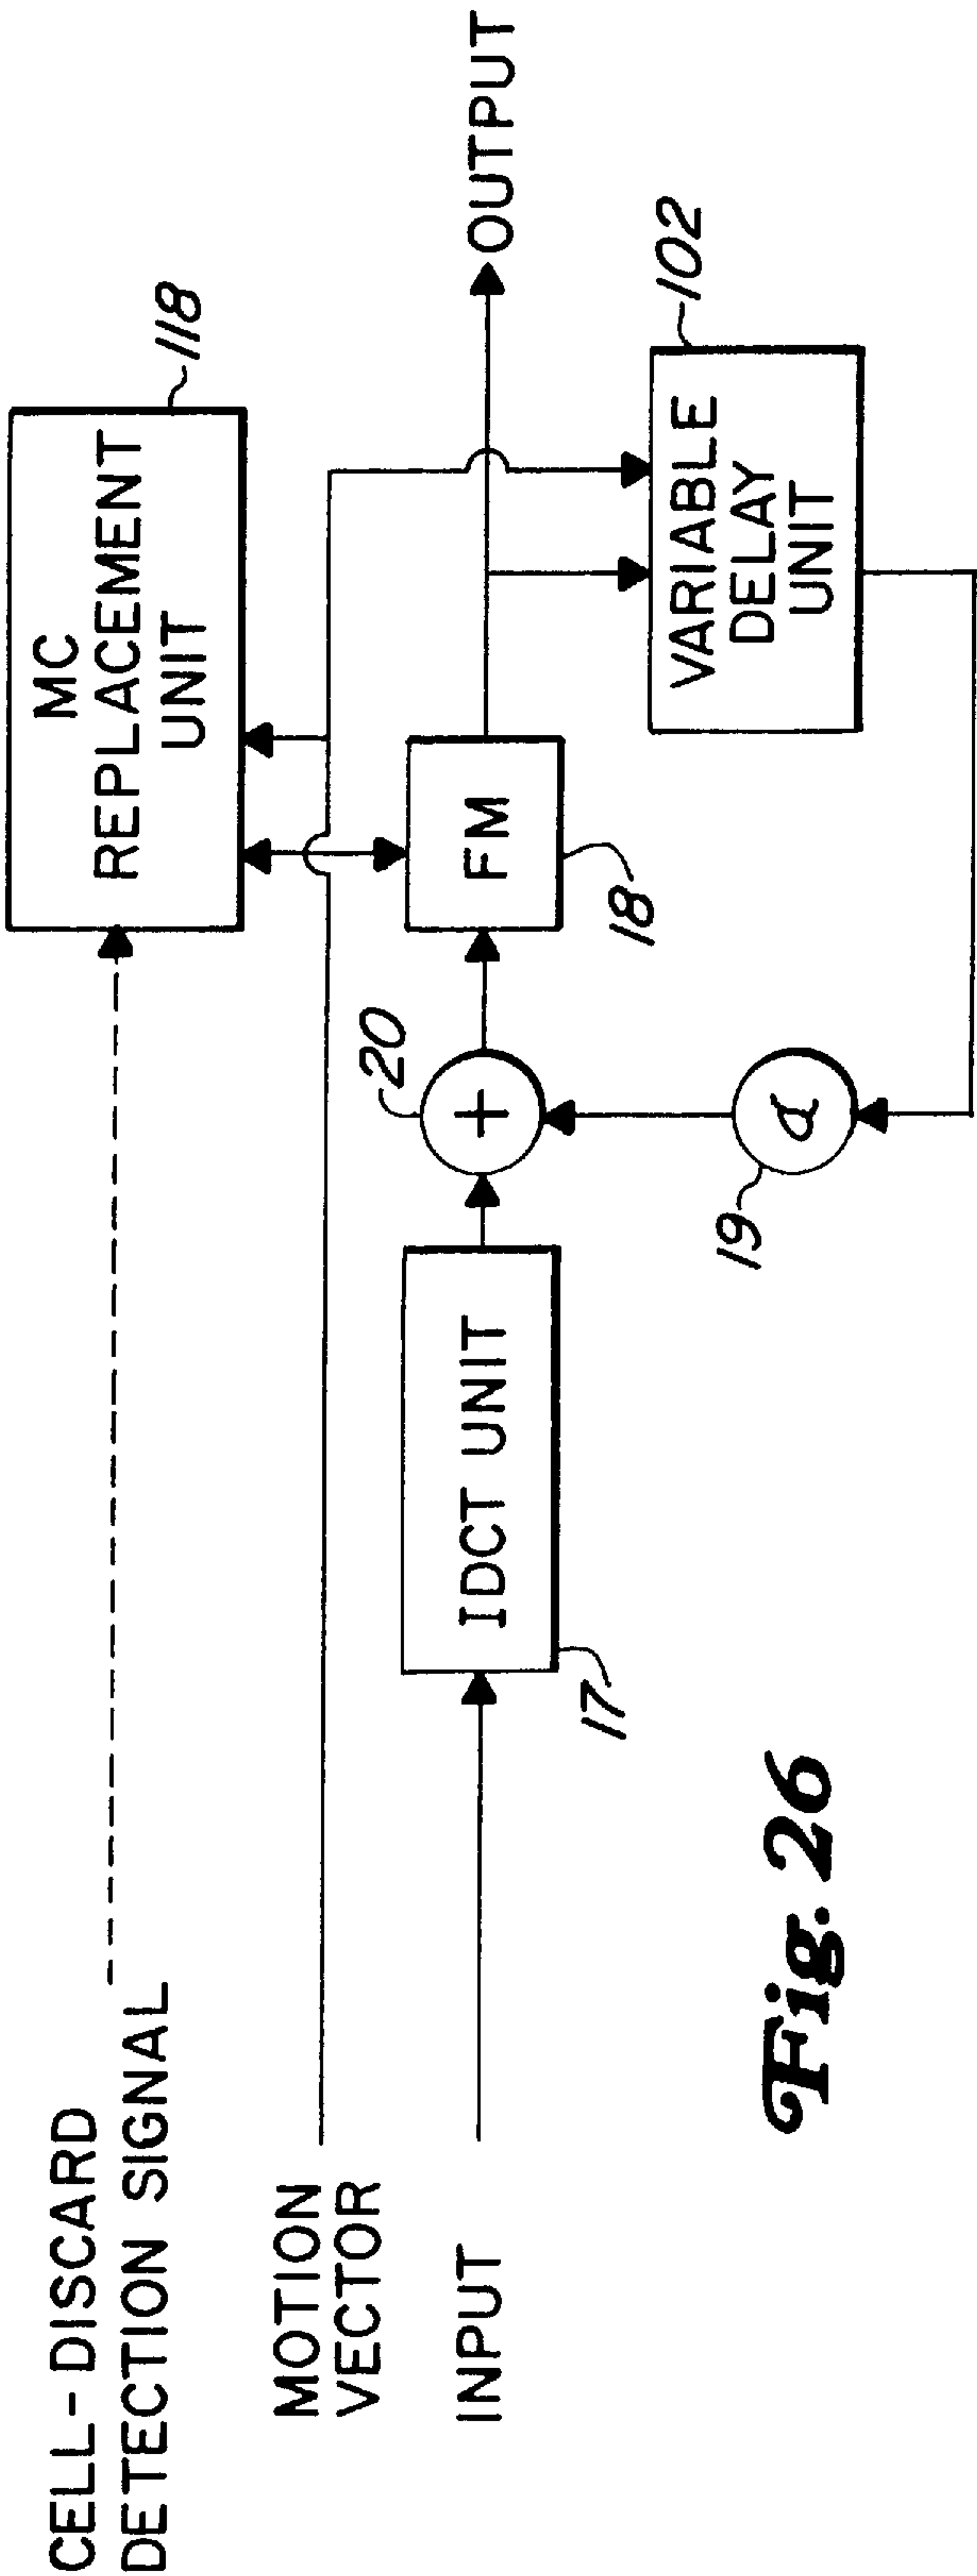 CELL-DISCARD
DETECTION SIGNAL
MC
REPLACEMENT
UNIT
118
MOTION
VECTOR
INPUT
IDCT UNIT
17
20
+
FM
18
OUTPUT
19
α
VARIABLE
DELAY
UNIT
102
Fig. 26